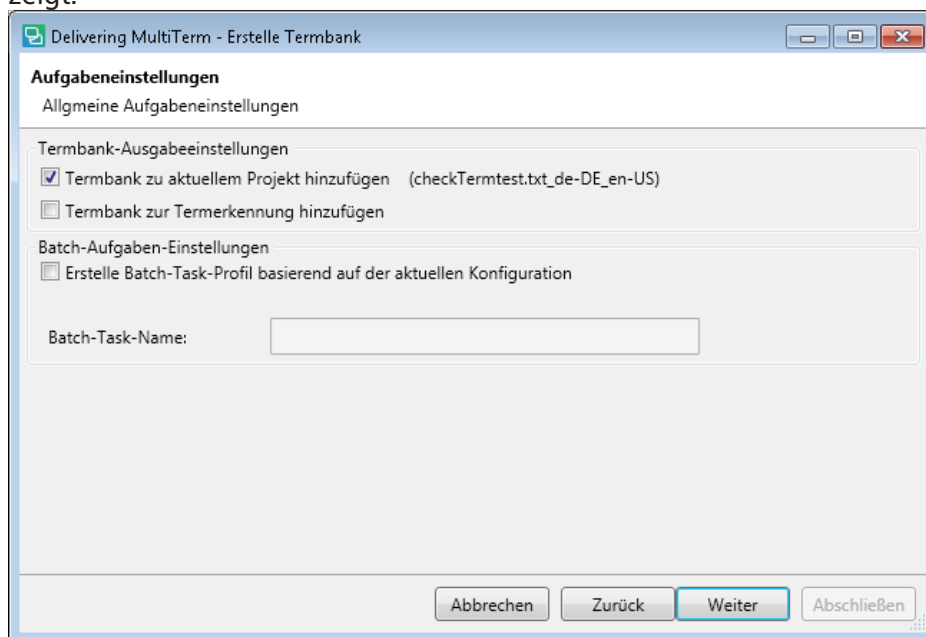 zeigt.
Delivering MultiTerm - Erstelle Termbank
Aufgabeneinstellungen
Allgmeine Aufgabeneinstellungen
Termbank-Ausgabeeinstellungen
Termbank zu aktuellem Projekt hinzufügen (checkTermtest.txt_de-DE_en-US)
Termbank zur Termerkennung hinzufügen
Batch-Aufgaben-Einstellungen
Erstelle Batch-Task-Profil basierend auf der aktuellen Konfiguration
Batch-Task-Name:
Abbrechen Zurück Weiter Abschließen